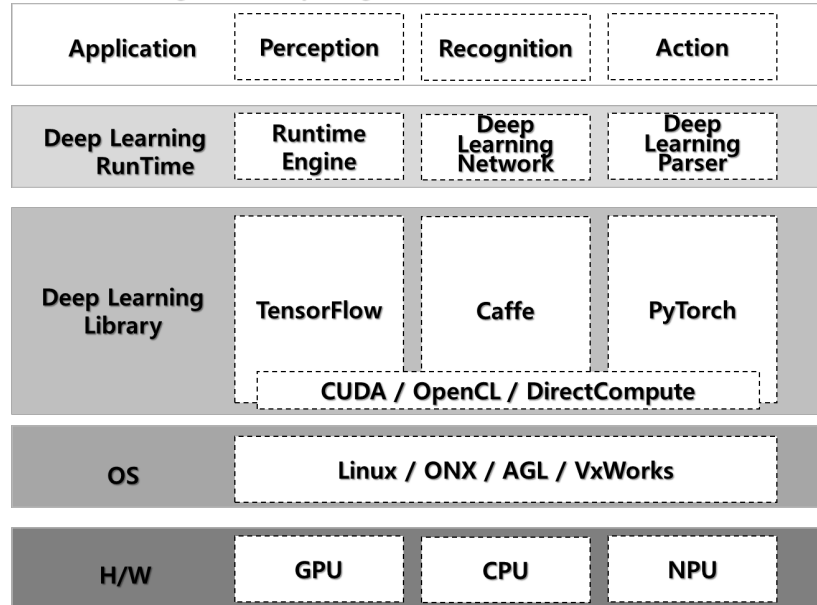 Application
Perception
Recognition
Action
Deep Learning
RunTime
Runtime
Engine
Deep
Learning
Network
Deep
Learning
Parser
Deep Learning
Library
TensorFlow
Caffe
PyTorch
CUDA / OpenCL / DirectCompute
OS
Linux / ONX / AGL / VxWorks
H/W
GPU
CPU
NPU